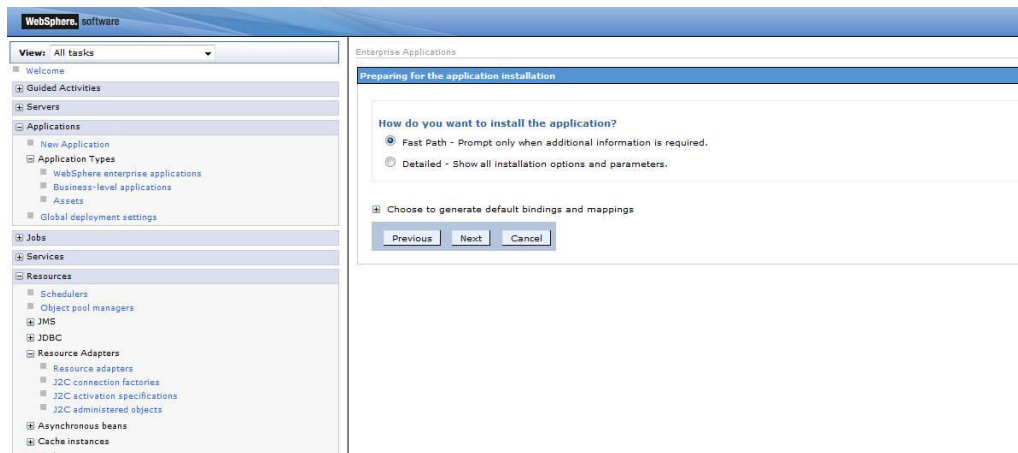 WebSphere. software
View: All tasks
Welcome
Guided Activities
Servers
Applications
New Application
Application Types
WebSphere enterprise applications
Business-level applications
Assets
Global deployment settings
Jobs
Services
Resources
Schedulers
Object pool managers
JMS
JDBC
Resource Adapters
Resource adapters
J2C connection factories
J2C activation specifications
J2C administered objects
Asynchronous beans
Cache instances
Enterprise Applications
Preparing for the application installation
How do you want to install the application?
Fast Path - Prompt only when additional information is required.
Detailed - Show all installation options and parameters.
Choose to generate default bindings and mappings
Previous Next Cancel